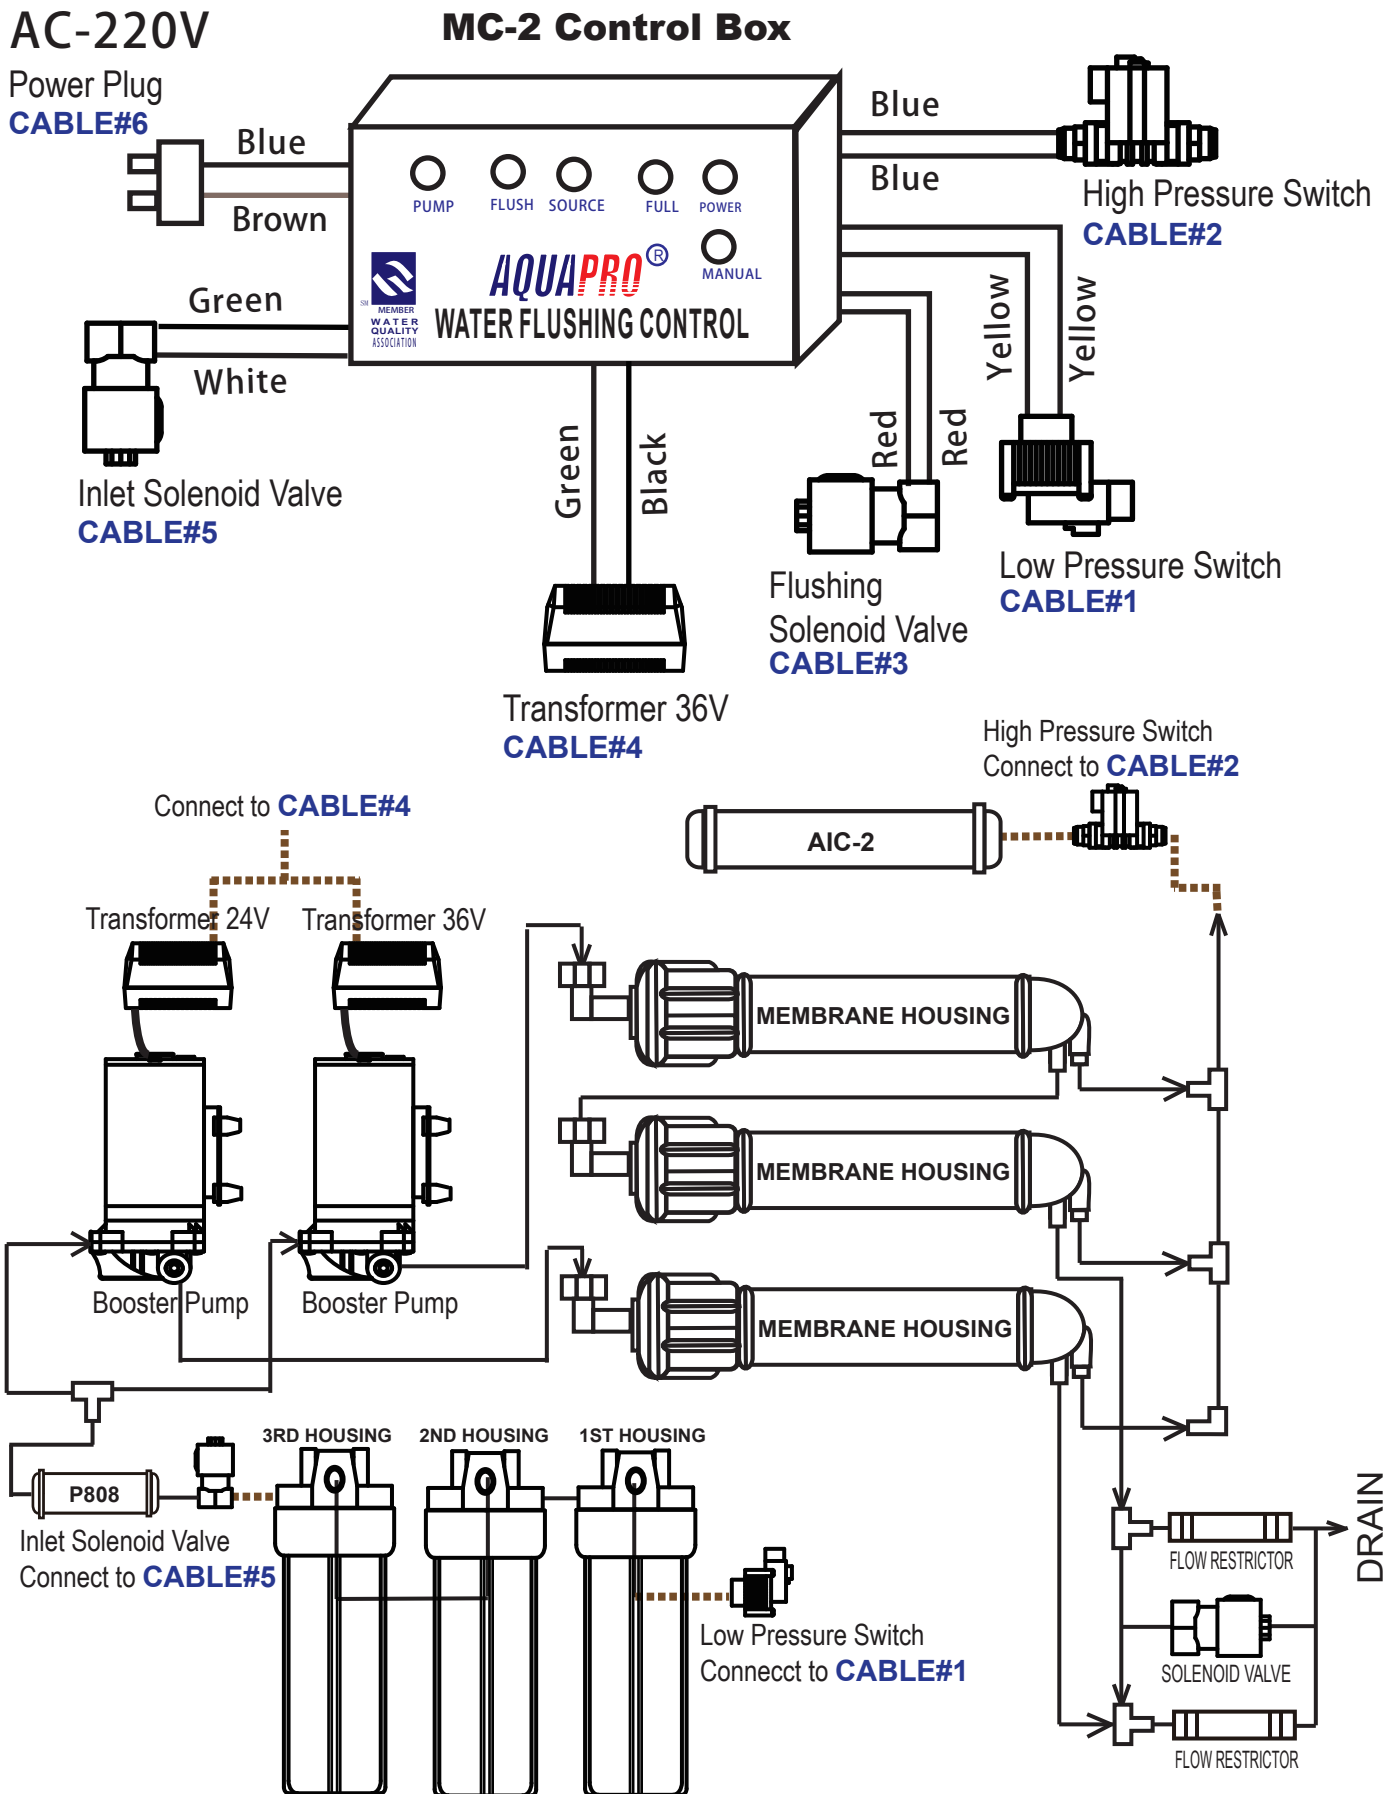 AC-220V
MC-2 Control Box
Power Plug
CABLE#6
Blue
Brown
Blue
Blue
High Pressure Switch
CABLE#2
PUMP
FLUSH
SOURCE
FULL
POWER
MANUAL
AQUAPRO®
WATER FLUSHING CONTROL
SM
MEMBER
WATER
QUALITY
ASSOCIATION
Green
White
Inlet Solenoid Valve
CABLE#5
Green
Black
Transformer 36V
CABLE#4
Red
Red
Flushing
Solenoid Valve
CABLE#3
Yellow
Yellow
Low Pressure Switch
CABLE#1
High Pressure Switch
Connect to CABLE#2
Connect to CABLE#4
AIC-2
Transformer 24V
Transformer 36V
MEMBRANE HOUSING
MEMBRANE HOUSING
MEMBRANE HOUSING
Booster Pump
Booster Pump
3RD HOUSING
2ND HOUSING
1ST HOUSING
P808
Inlet Solenoid Valve
Connect to CABLE#5
Low Pressure Switch
Connecct to CABLE#1
FLOW RESTRICTOR
DRAIN
SOLENOID VALVE
FLOW RESTRICTOR